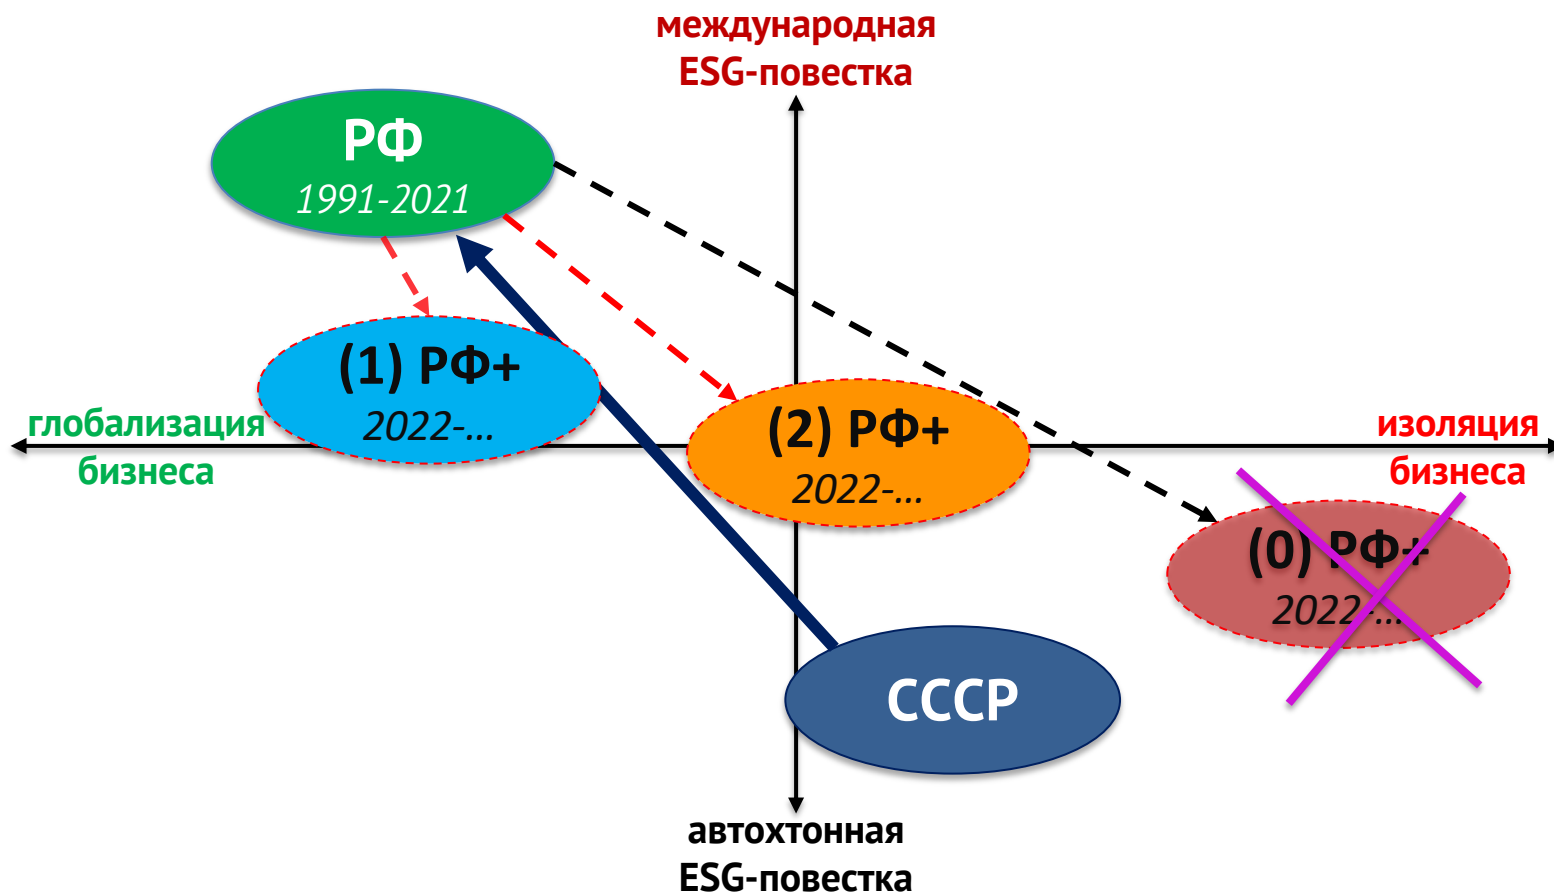 международная
ESG-повестка
РФ
1991-2021
(1) РФ+
2022-...
глобализация
бизнеса
(2) РФ+
2022-...
изоляция
бизнеса
(0) РФ+
2022-...
СССР
автохтонная
ESG-повестка